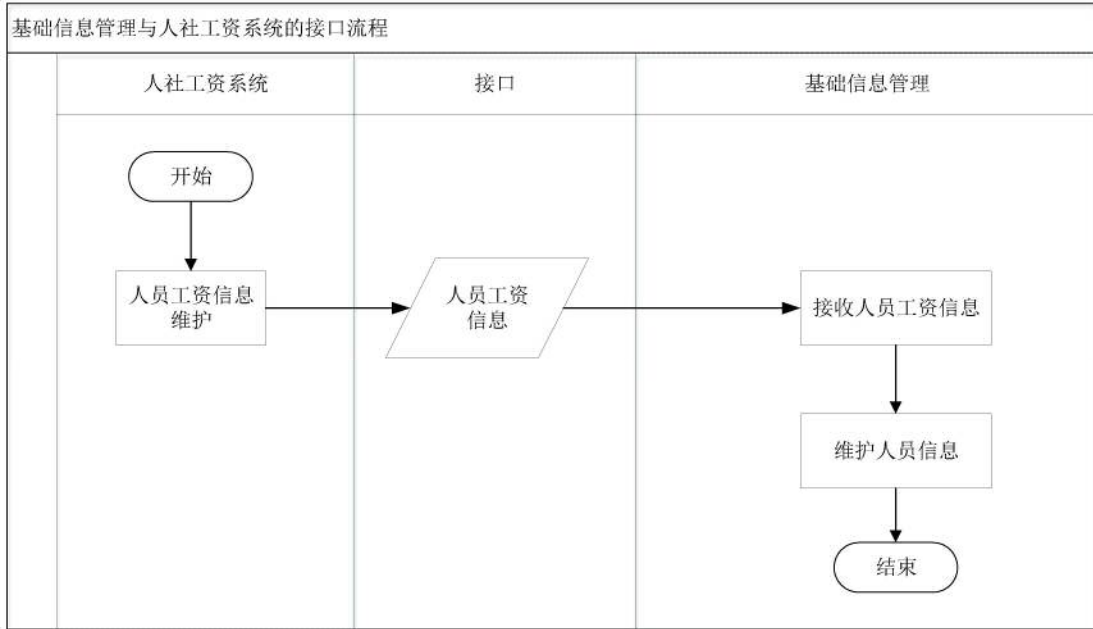 基础信息管理与人社工资系统的接口流程
人社工资系统
接口
基础信息管理
开始
人员工资信息
维护
人员工资
信息
接收人员工资信息
维护人员信息
结束